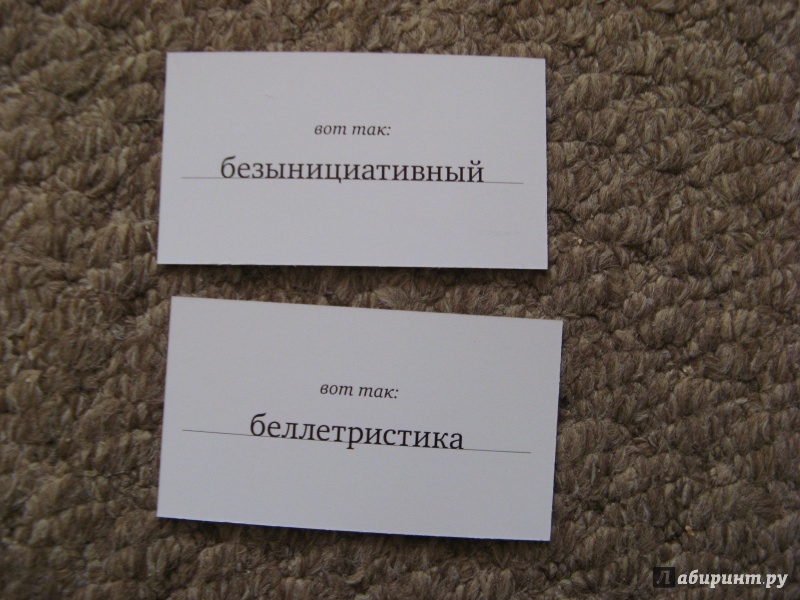 вот так:
безынициативный
вот так:
беллетристика
Лабиринт.ру